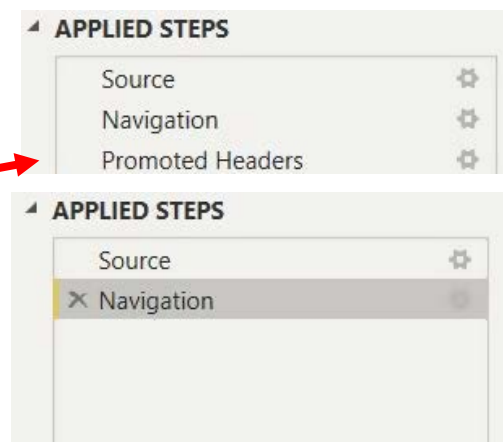 APPLIED STEPS
Source
Navigation
Promoted Headers
APPLIED STEPS
Source
Navigation